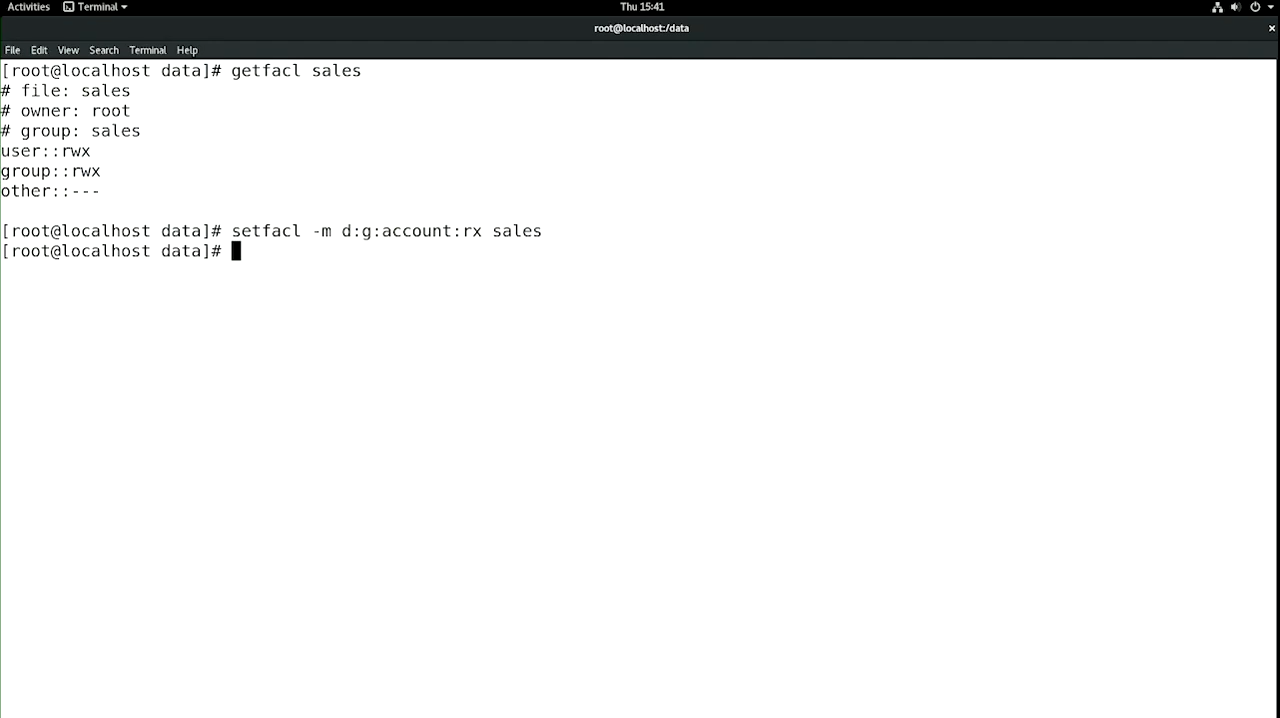 Activities Terminal Thu 15:41
root@localhost:/data ×
File Edit View Search Terminal Help
[root@localhost data]# getfacl sales
# file: sales
# owner: root
# group: sales
user::rwx
group::rwx
other::---
[root@localhost data]# setfacl -m d:g:account:rx sales
[root@localhost data]#